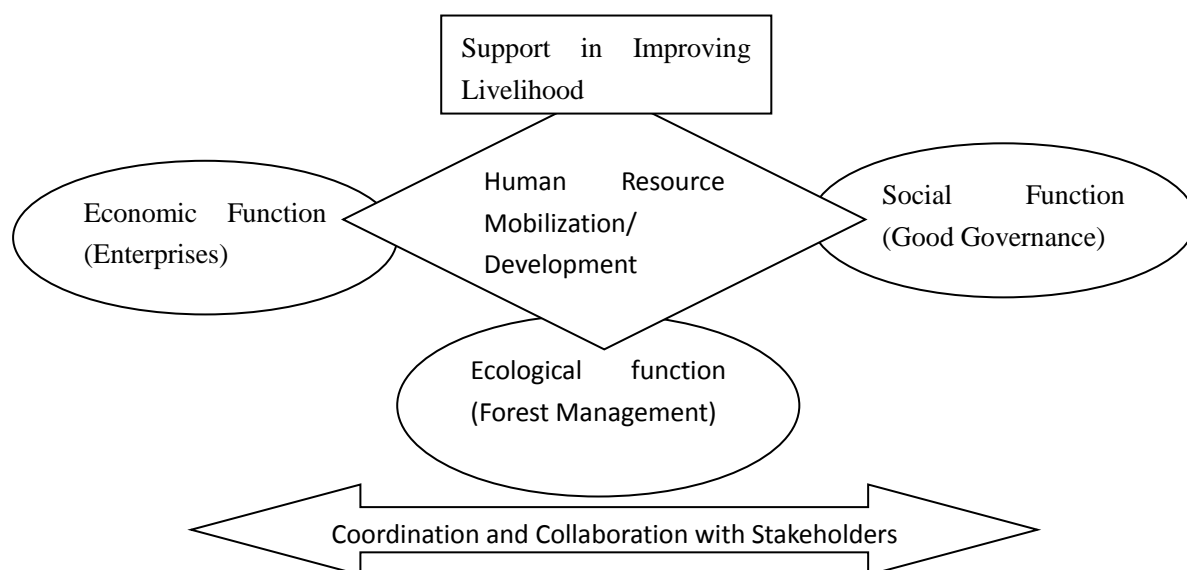 Support in Improving
Livelihood
Human Resource
Mobilization/
Development
Economic Function
(Enterprises)
Social Function
(Good Governance)
Ecological function
(Forest Management)
Coordination and Collaboration with Stakeholders